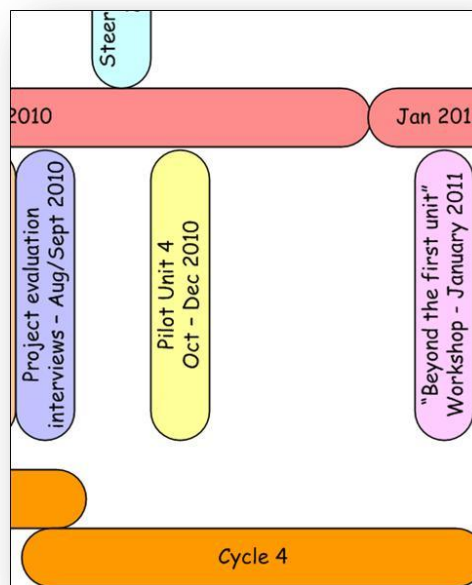 Steer
2010
Jan 201
Project evaluation
interviews - Aug/Sept 2010
Pilot Unit 4
Oct - Dec 2010
"Beyond the first unit"
Workshop - January 2011
Cycle 4